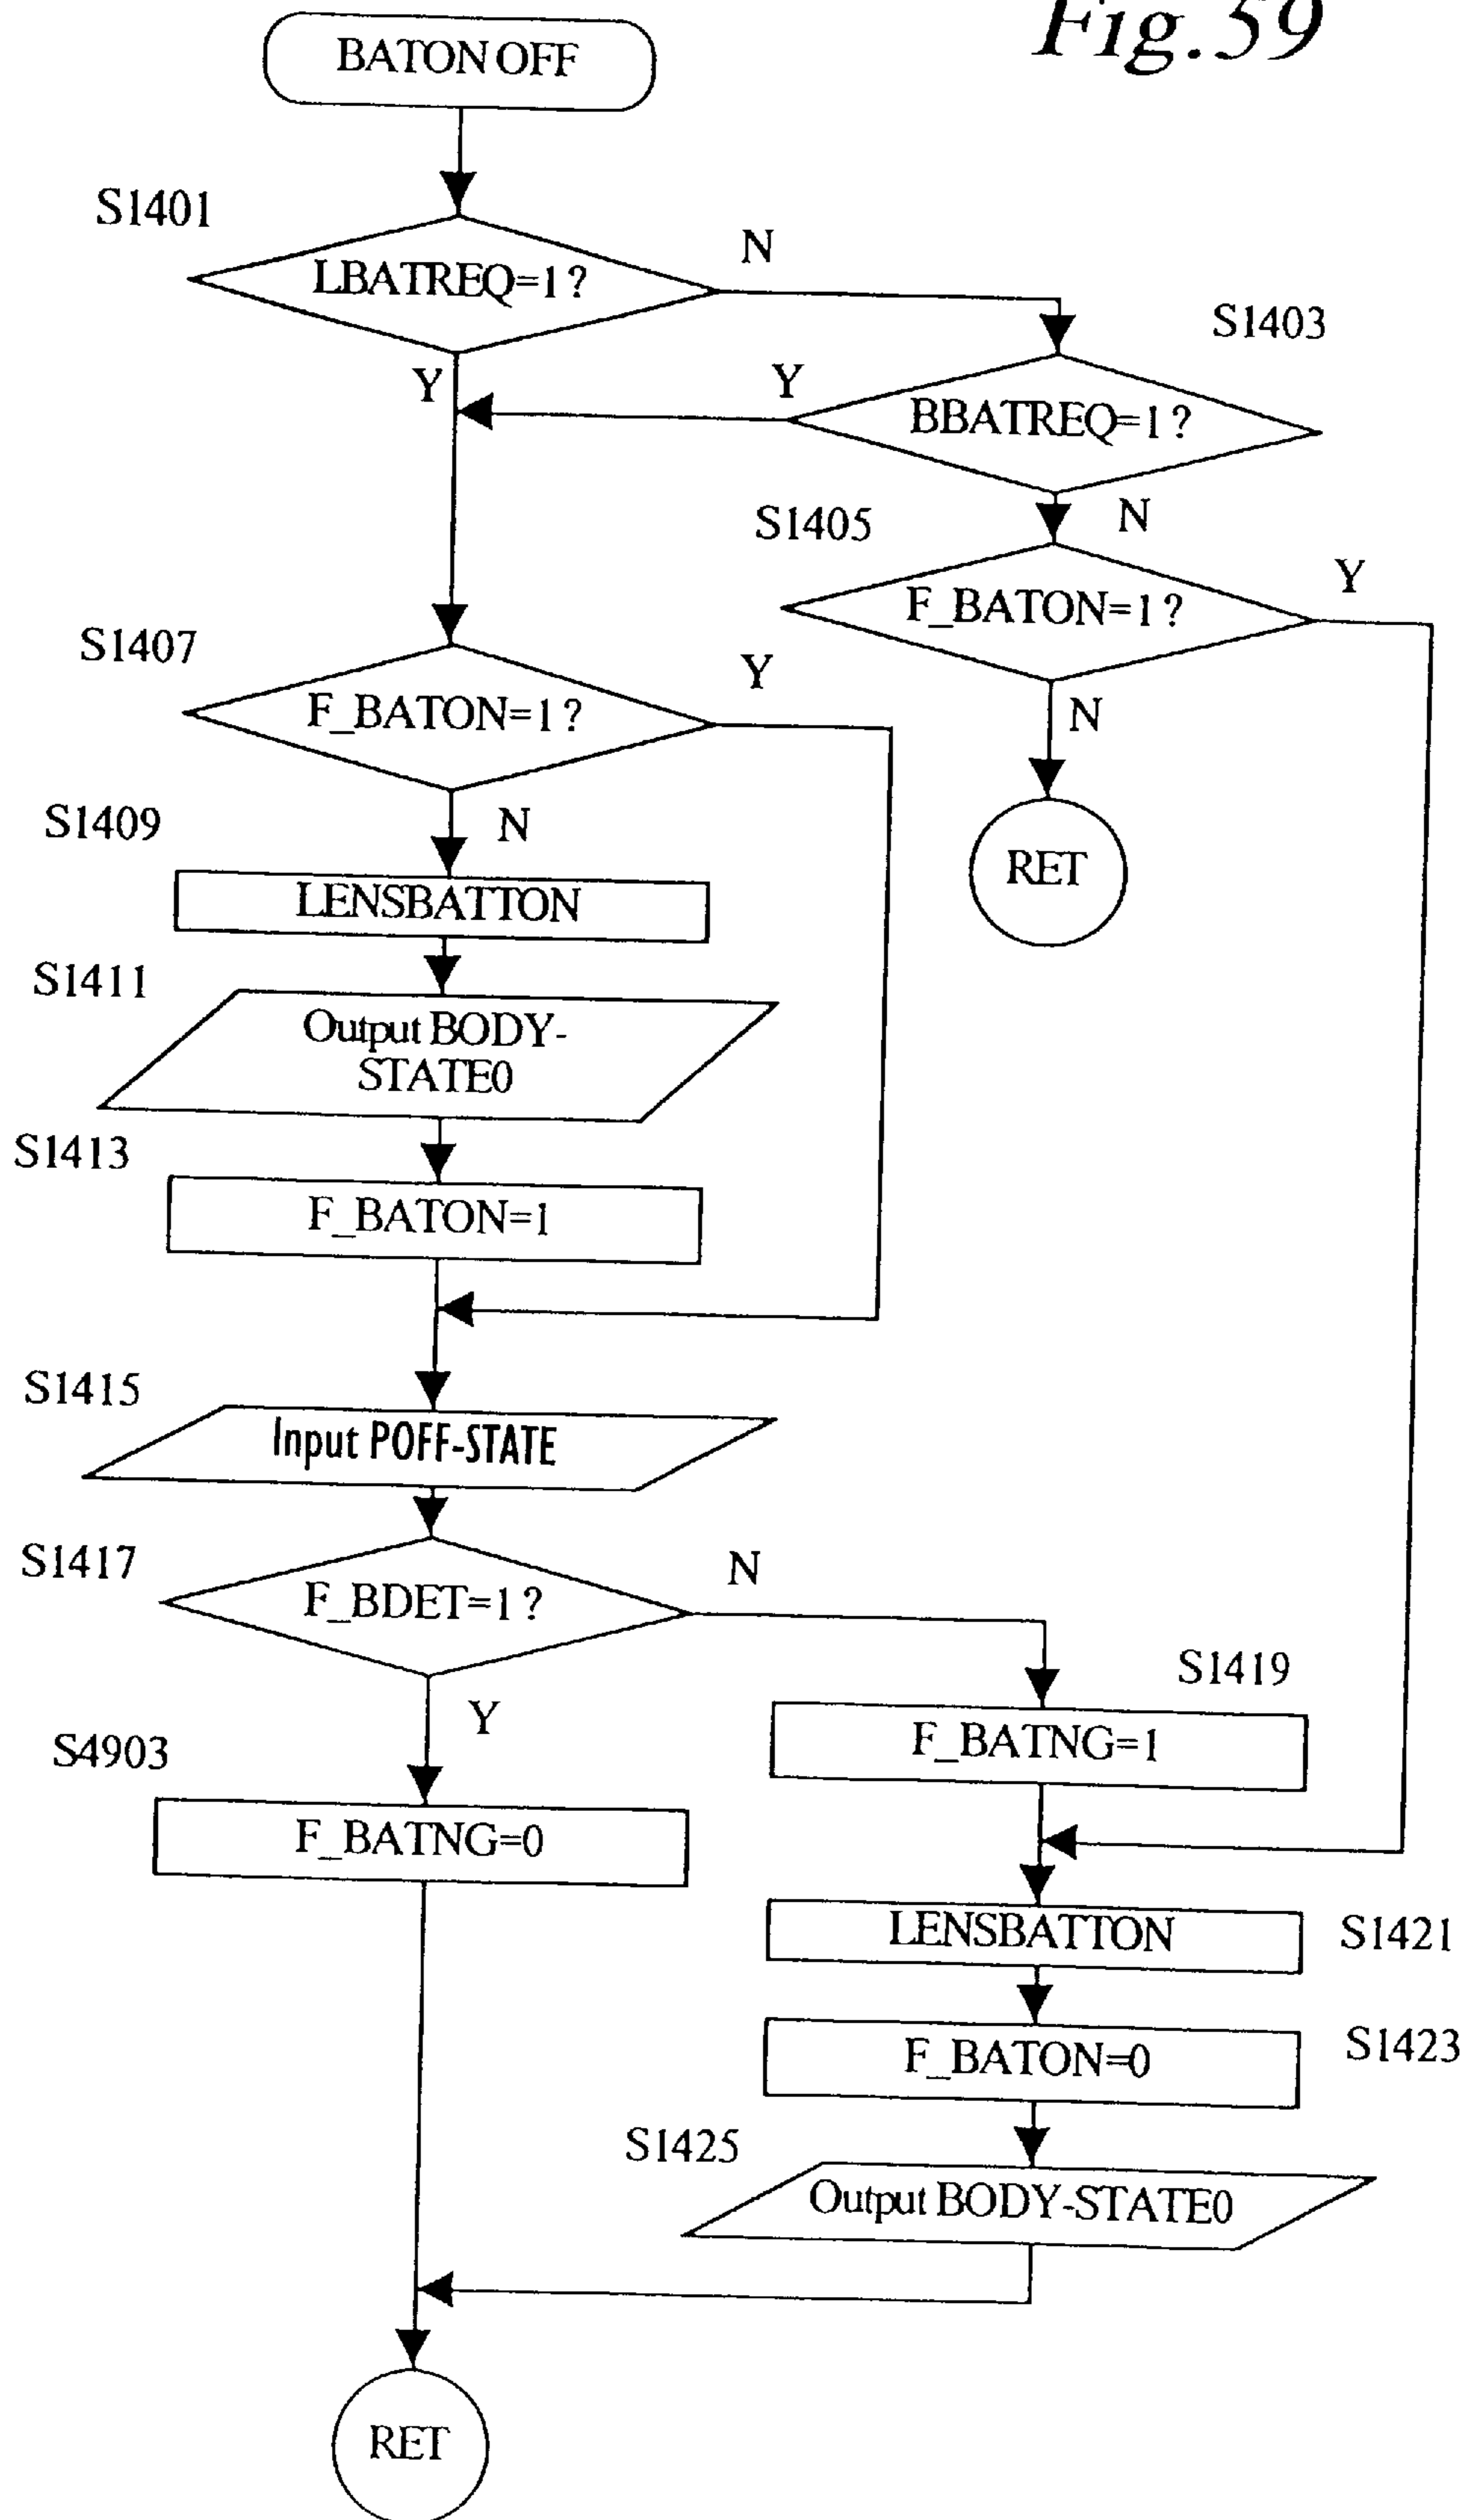 Fig.59
BATON OFF
S1401
LBATREQ=1?
N
Y
S1403
BBATREQ=1?
Y
N
S1405
F_BATON=1?
Y
N
RET
S1407
F_BATON=1?
Y
N
S1409
LENSBATTON
S1411
Output BODY-
STATE0
S1413
F_BATON=1
S1415
Input POFF-STATE
S1417
F_BDET=1?
N
Y
S1419
F_BATNG=1
S4903
F_BATNG=0
LENSBATTON
S1421
F_BATON=0
S1423
S1425
Output BODY-STATE0
RET